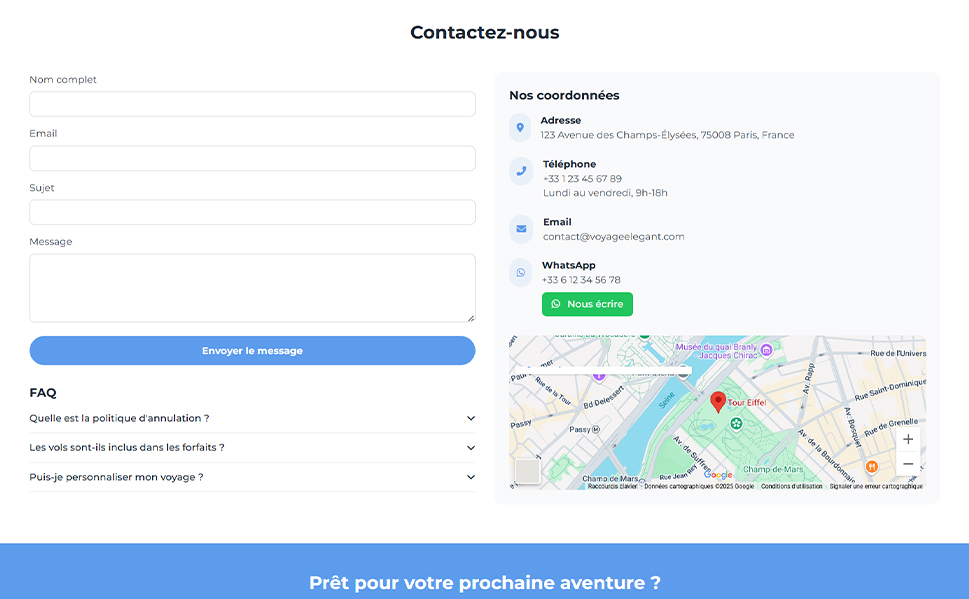 Contactez-nous
Nom complet
Email
Sujet
Message
Envoyer le message
FAQ
Quelle est la politique d'annulation ?
Les vols sont-ils inclus dans les forfaits ?
Puis-je personnaliser mon voyage ?
Nos coordonnées
Adresse
123 Avenue des Champs-Élysées, 75008 Paris, France
Téléphone
+33 1 23 45 67 89
Lundi au vendredi, 9h-18h
Email
contact@voyageelegant.com
WhatsApp
+33 6 12 34 56 78
Nous écrire
Musée du quai Branly
- Jacques Chirac
Rue de l'Univers
Rue de la Tour
Bd Delessert
Seine
Av. Rapp
Rue Saint-Dominique
Tour Eiffel
Passy
Passy
Av. de Suffren
Av. de la Bourdonnais
Av. Bosquet
Rue de Grenelle
Champ de Mars
Champ-de-Mars
Rue Jean Rey
Google
Raccourcis clavier
Données cartographiques ©2025 Google
Conditions d'utilisation
Signaler une erreur cartographique
Prêt pour votre prochaine aventure ?